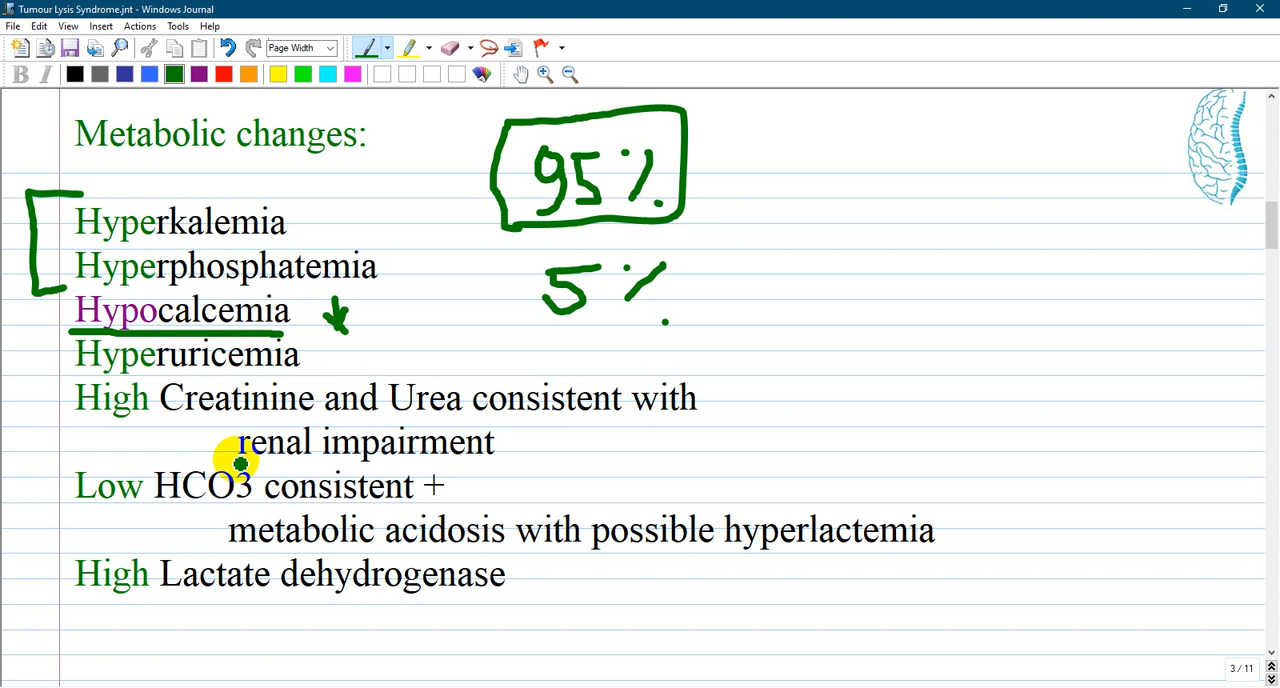 Tumour Lysis Syndrome.jnt - Windows Journal
File Edit View Insert Actions Tools Help
Page Width
B I
Metabolic changes:
95%
Hyperkalemia
Hyperphosphatemia
5%
Hypocalcemia
Hyperuricemia
High Creatinine and Urea consistent with
renal impairment
Low HCO3 consistent +
metabolic acidosis with possible hyperlactemia
High Lactate dehydrogenase
3 / 11